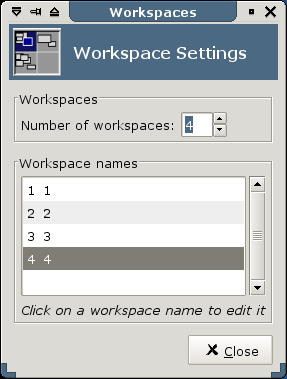 Workspaces
Workspace Settings
Workspaces
Number of workspaces: 4
Workspace names
1 1
2 2
3 3
4 4
Click on a workspace name to edit it
Close